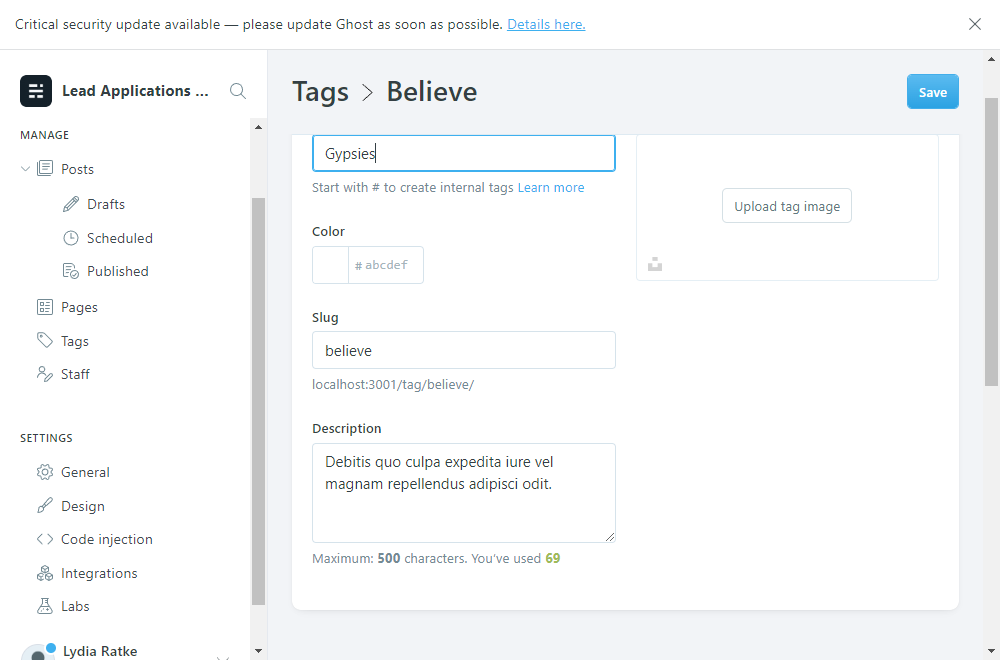 Critical security update available — please update Ghost as soon as possible. Details here.
Lead Applications ...
MANAGE
Posts
Drafts
Scheduled
Published
Pages
Tags
Staff
SETTINGS
General
Design
Code injection
Integrations
Labs
Lydia Ratke
Tags > Believe
Save
Gypsies
Start with # to create internal tags Learn more
Color
# abcdef
Slug
believe
localhost:3001/tag/believe/
Description
Debitis quo culpa expedita iure vel
magnam repellendus adipisci odit.
Maximum: 500 characters. You've used 69
Upload tag image